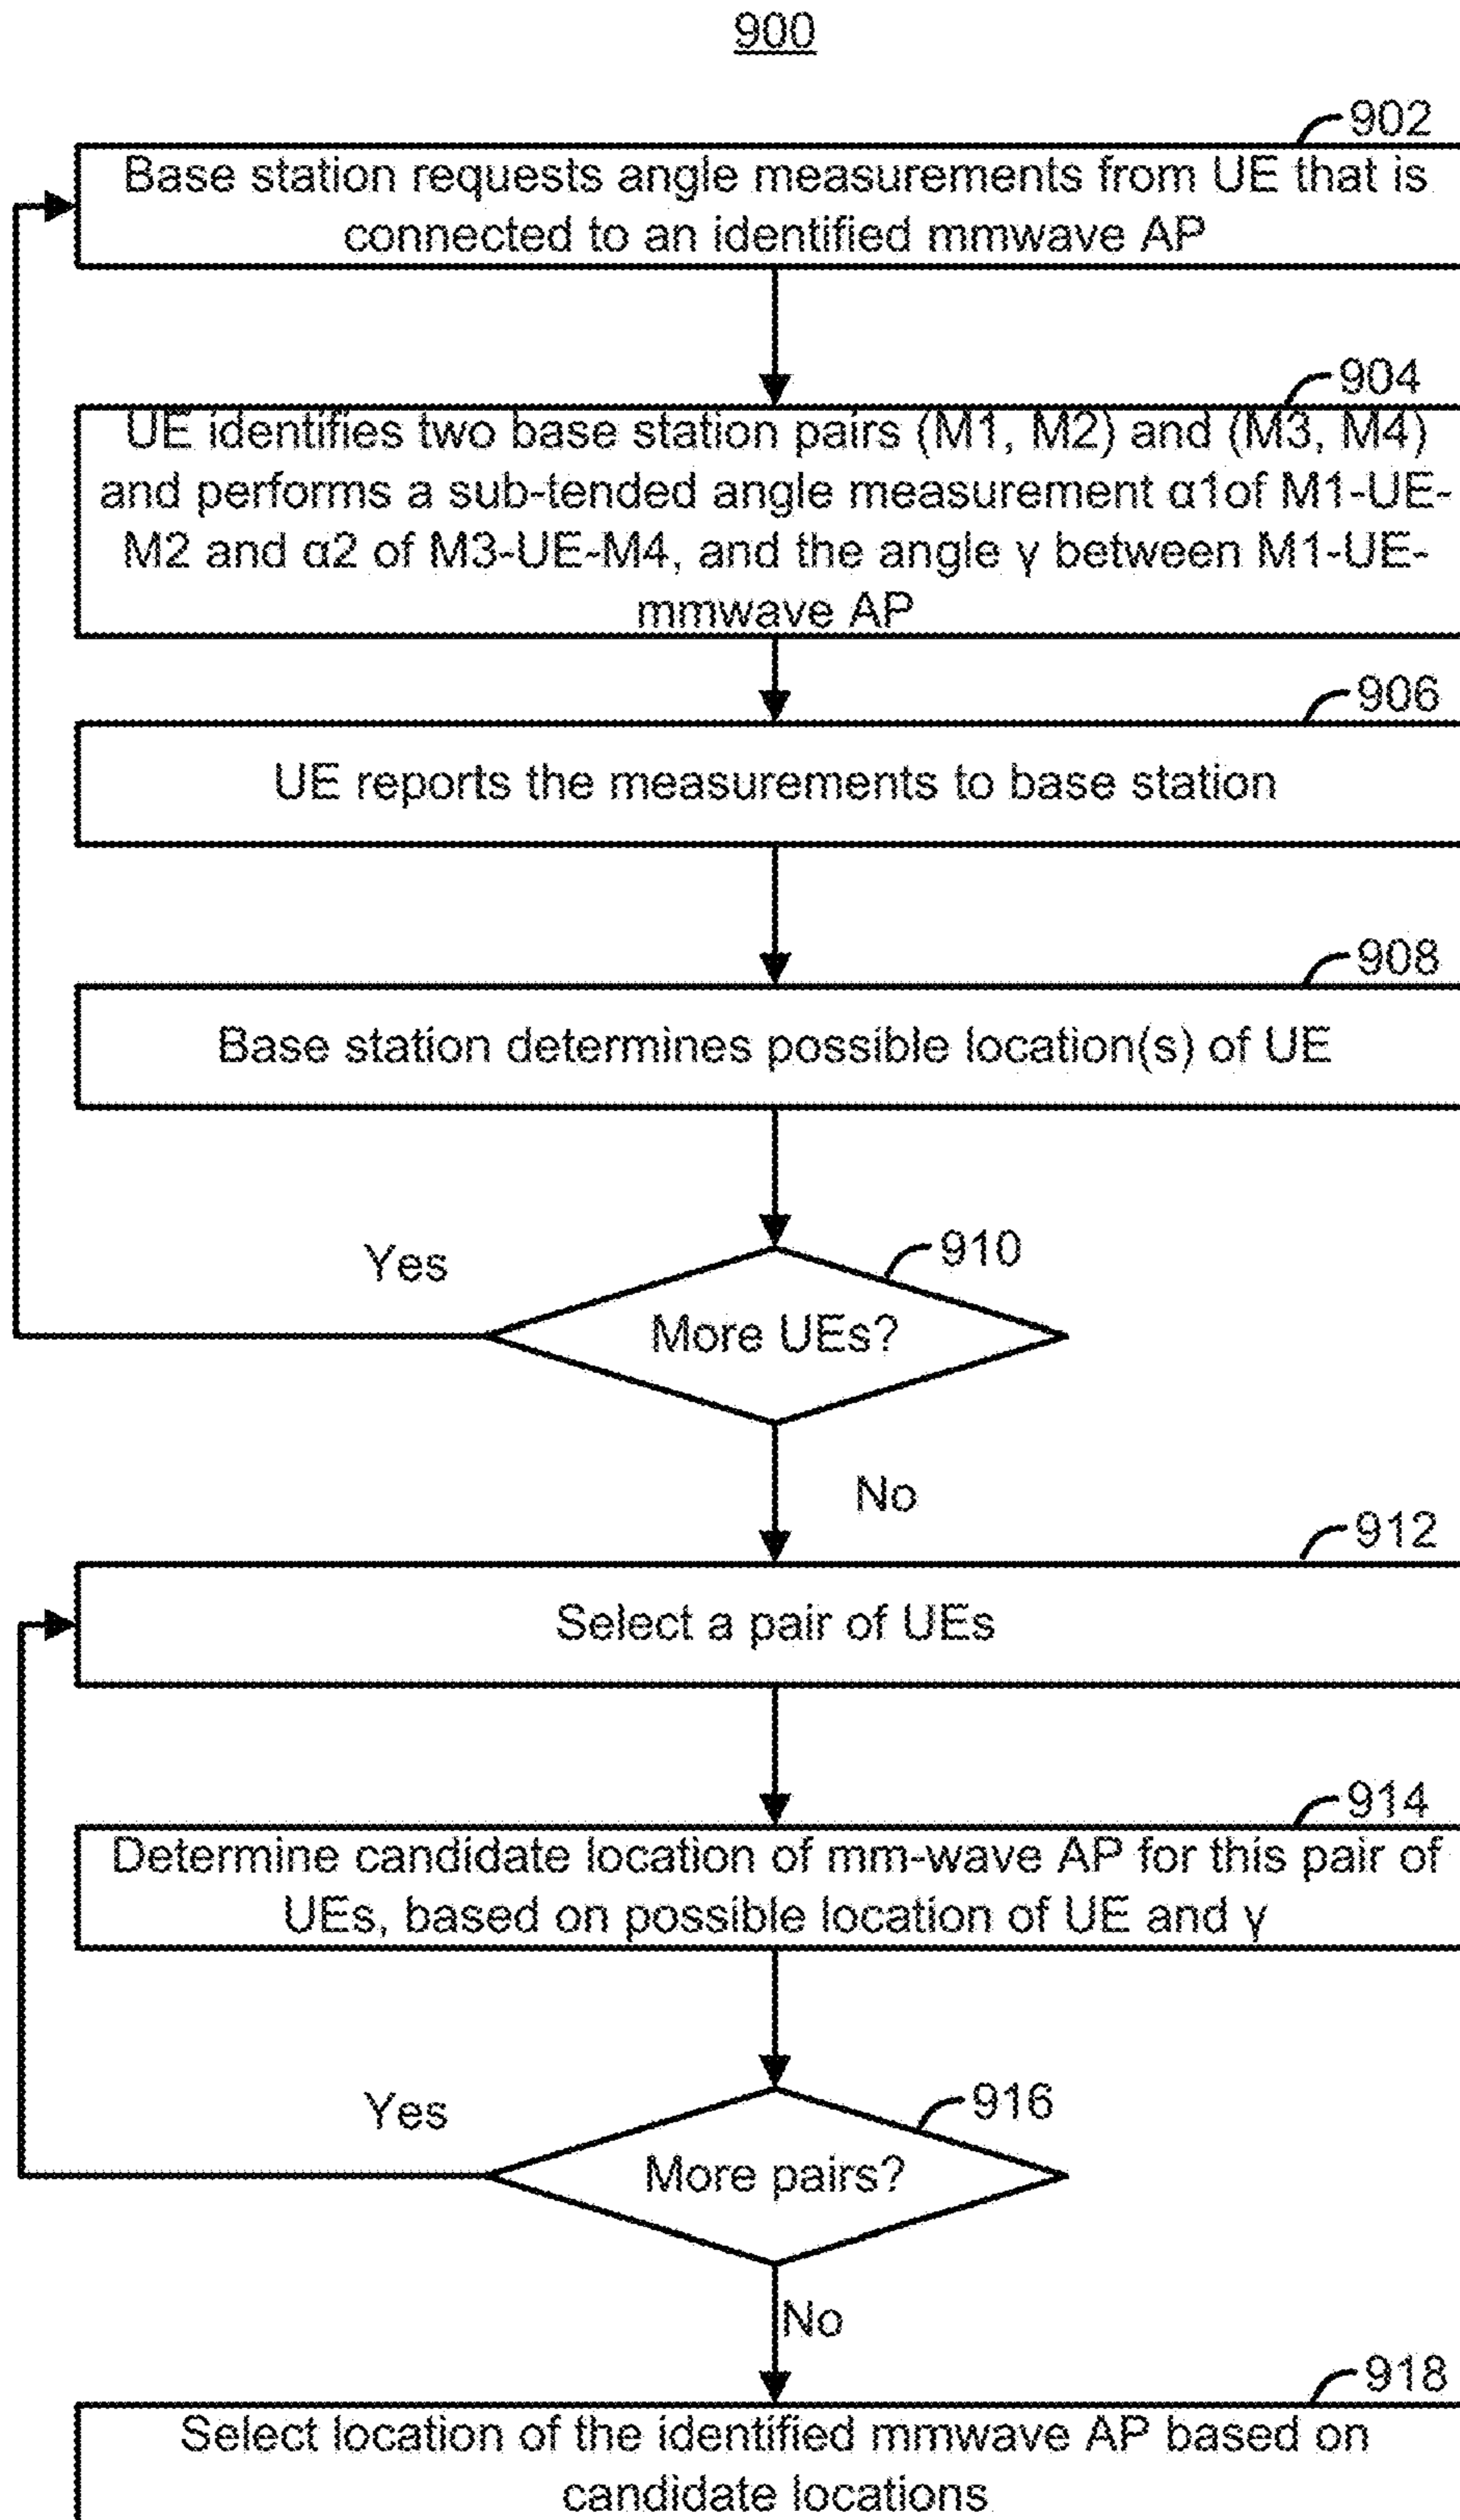 900
902
Base station requests angle measurements from UE that is
connected to an identified mmwave AP
904
UE identifies two base station pairs (M1, M2) and (M3, M4)
and performs a sub-tended angle measurement α1of M1-UE-
M2 and α2 of M3-UE-M4, and the angle γ between M1-UE-
mmwave AP
906
UE reports the measurements to base station
908
Base station determines possible location(s) of UE
910
Yes
More UEs?
No
912
Select a pair of UEs
914
Determine candidate location of mm-wave AP for this pair of
UEs, based on possible location of UE and γ
916
Yes
More pairs?
No
918
Select location of the identified mmwave AP based on
candidate locations